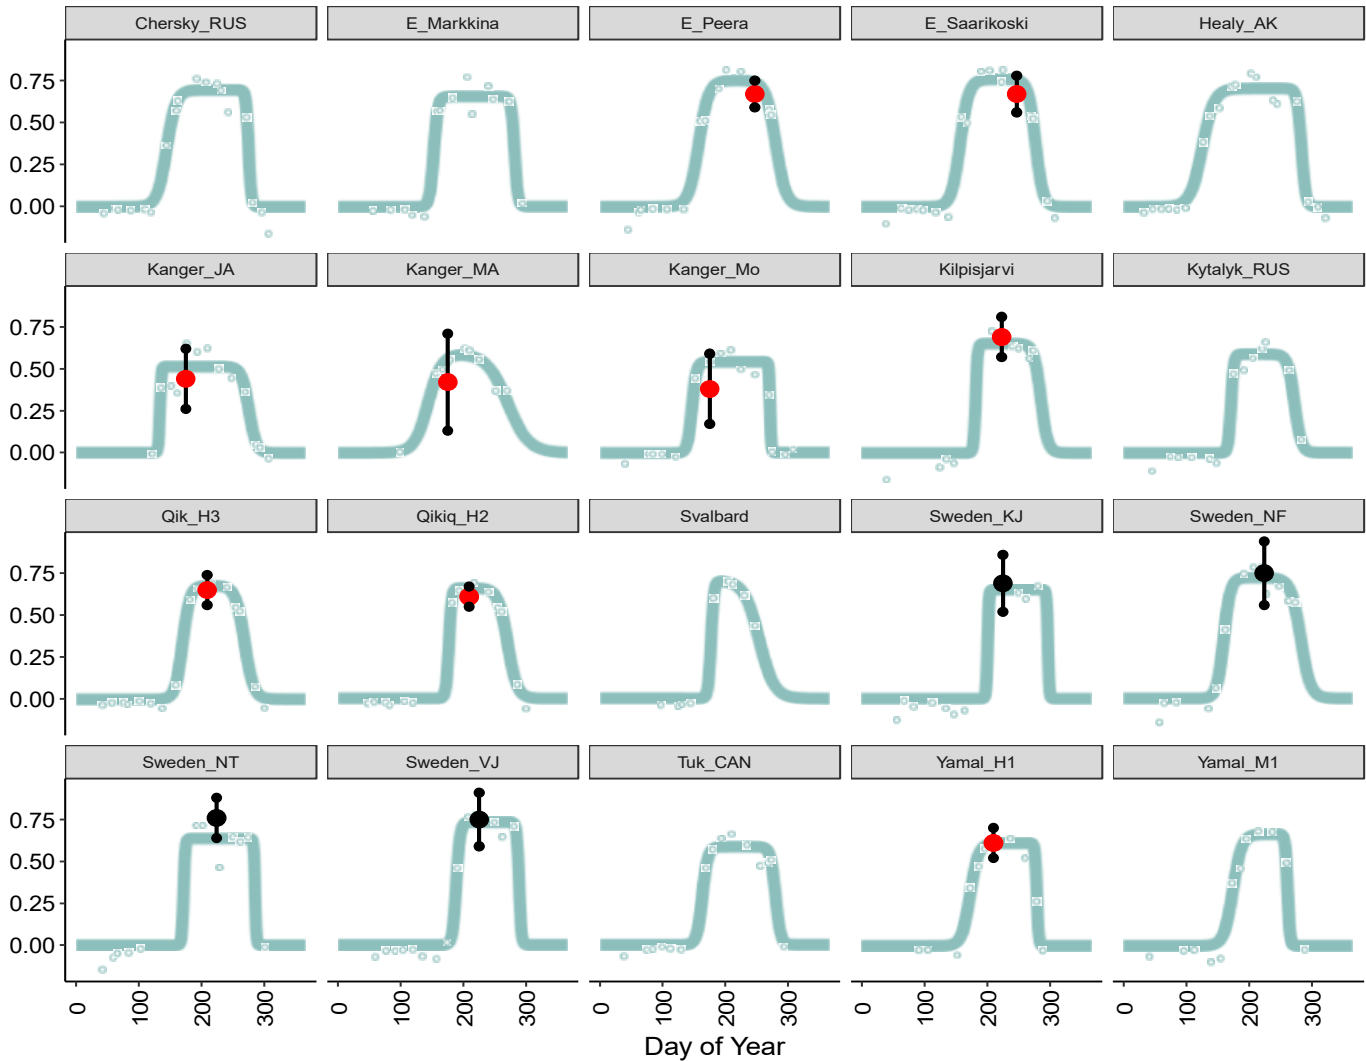 Chersky_RUS E_Markkina E_Peera E_Saarikoski Healy_AK
0.75
0.50
0.25
0.00
Kanger_JA Kanger_MA Kanger_Mo Kilpisjarvi Kytalyk_RUS
0.75
0.50
0.25
0.00
Qik_H3 Qikiq_H2 Svalbard Sweden_KJ Sweden_NF
0.75
0.50
0.25
0.00
Sweden_NT Sweden_VJ Tuk_CAN Yamal_H1 Yamal_M1
0.75
0.50
0.25
0.00
0 100 200 300 0 100 200 300 0 100 200 300 0 100 200 300 0 100 200 300
Day of Year